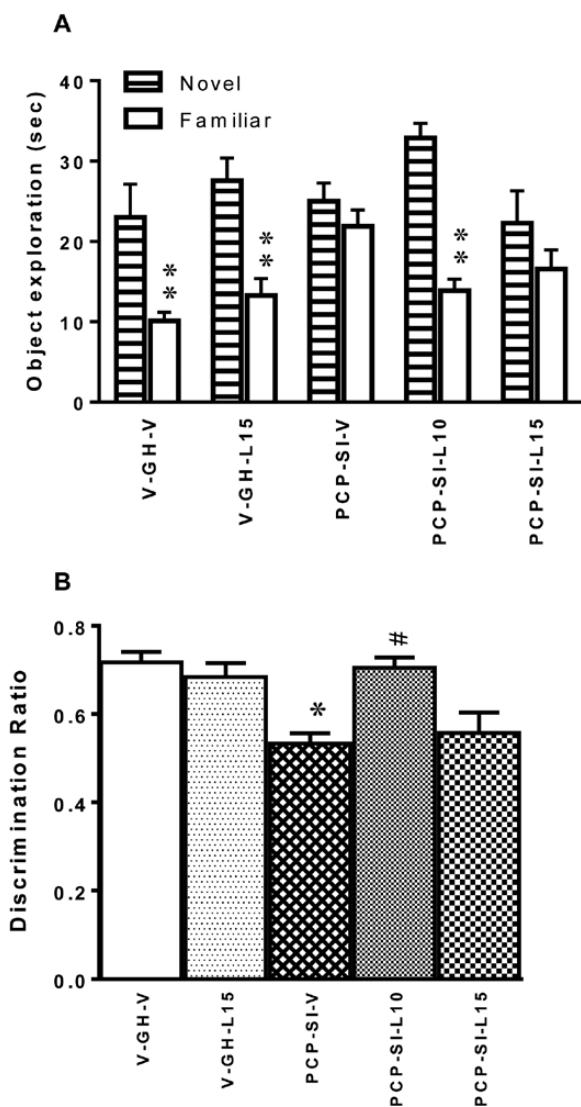 A
Novel
Familiar
Object exploration (sec)
40
30
20
10
0
**
**
**
V-GH-V
V-GH-L15
PCP-SI-V
PCP-SI-L10
PCP-SI-L15
B
Discrimination Ratio
0.8
0.6
0.4
0.2
0.0
*
#
V-GH-V
V-GH-L15
PCP-SI-V
PCP-SI-L10
PCP-SI-L15